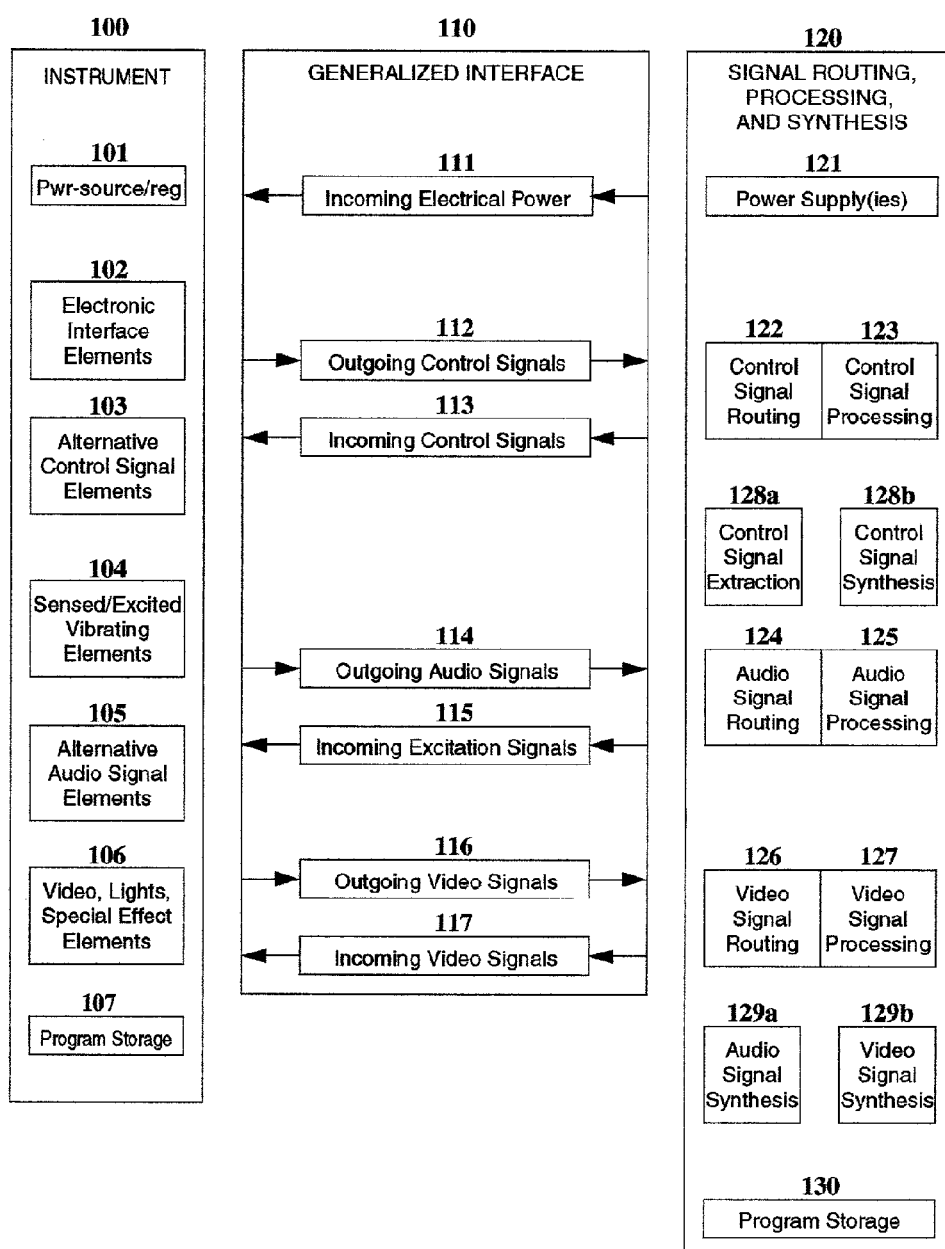 100
INSTRUMENT
101
Pwr-source/reg
102
Electronic
Interface
Elements
103
Alternative
Control Signal
Elements
104
Sensed/Excited
Vibrating
Elements
105
Alternative
Audio Signal
Elements
106
Video, Lights,
Special Effect
Elements
107
Program Storage
110
GENERALIZED INTERFACE
111
Incoming Electrical Power
112
Outgoing Control Signals
113
Incoming Control Signals
114
Outgoing Audio Signals
115
Incoming Excitation Signals
116
Outgoing Video Signals
117
Incoming Video Signals
120
SIGNAL ROUTING,
PROCESSING,
AND SYNTHESIS
121
Power Supply(ies)
122
Control
Signal
Routing
123
Control
Signal
Processing
128a
Control
Signal
Extraction
128b
Control
Signal
Synthesis
124
Audio
Signal
Routing
125
Audio
Signal
Processing
126
Video
Signal
Routing
127
Video
Signal
Processing
129a
Audio
Signal
Synthesis
129b
Video
Signal
Synthesis
130
Program Storage